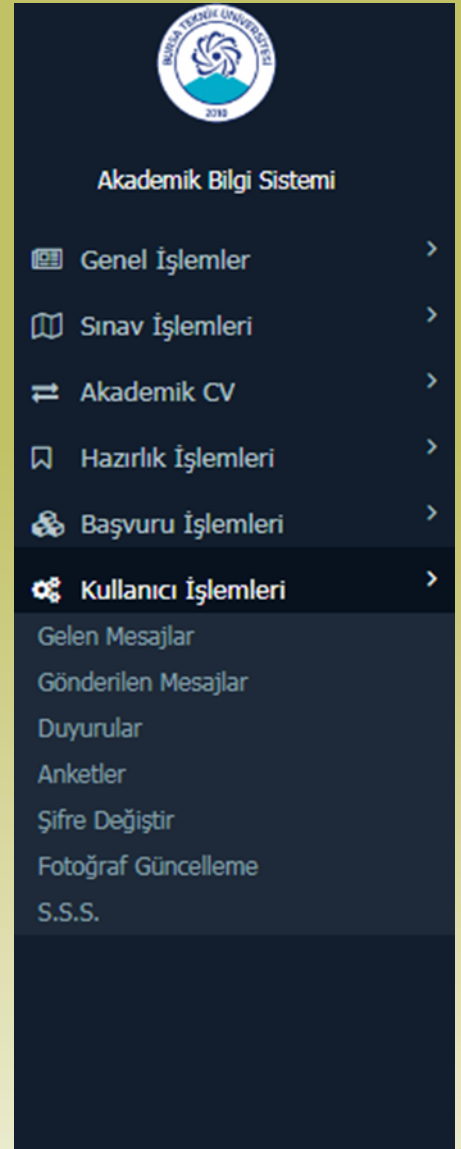 BURSA TEKNİK ÜNİVERSİTESİ
2010
Akademik Bilgi Sistemi
Genel İşlemler
Sınav İşlemleri
Akademik CV
Hazırlık İşlemleri
Başvuru İşlemleri
Kullanıcı İşlemleri
Gelen Mesajlar
Gönderilen Mesajlar
Duyurular
Anketler
Şifre Değiştir
Fotoğraf Güncelleme
S.S.S.